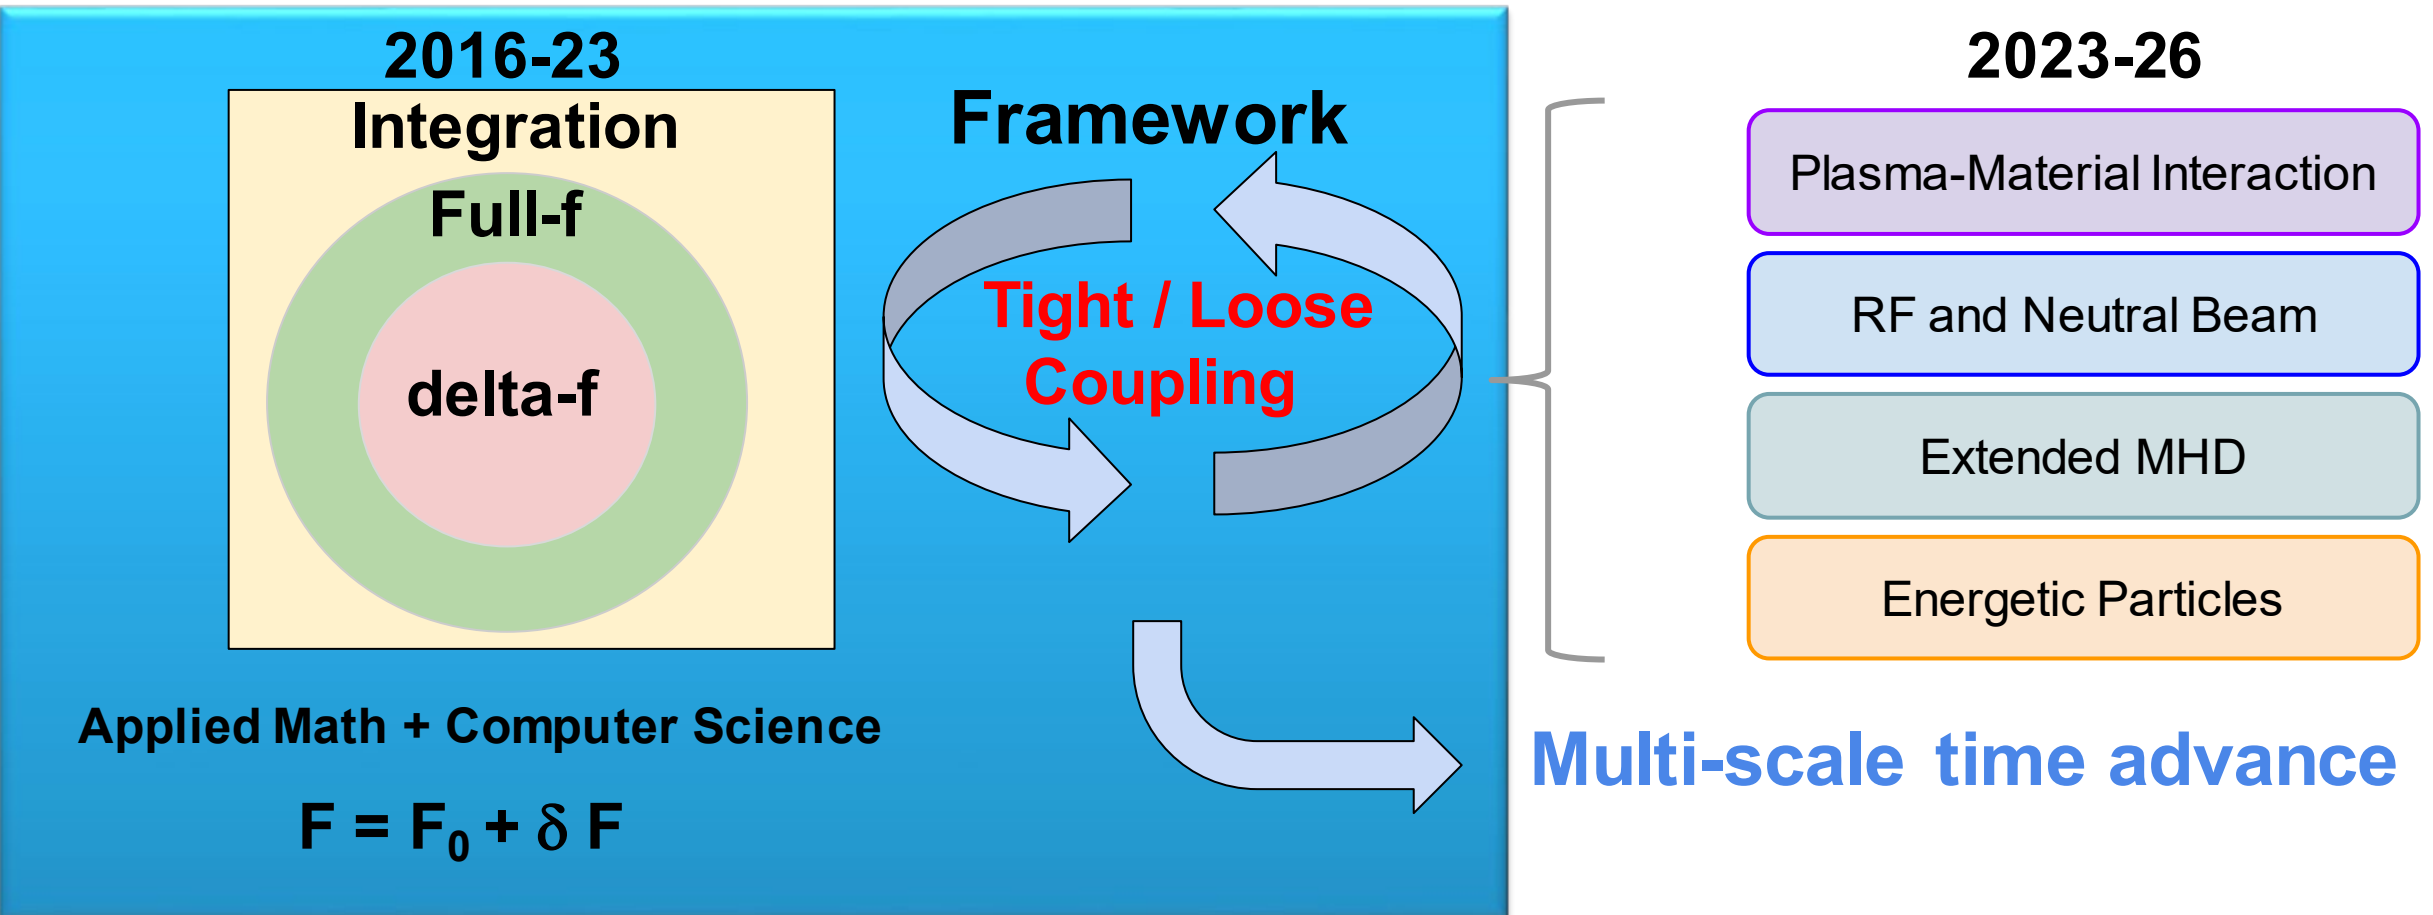 2016-23
Integration
Full-f
delta-f
Applied Math + Computer Science
F = F₀ + δ F
Framework
Tight / Loose
Coupling
2023-26
Plasma-Material Interaction
RF and Neutral Beam
Extended MHD
Energetic Particles
Multi-scale time advance